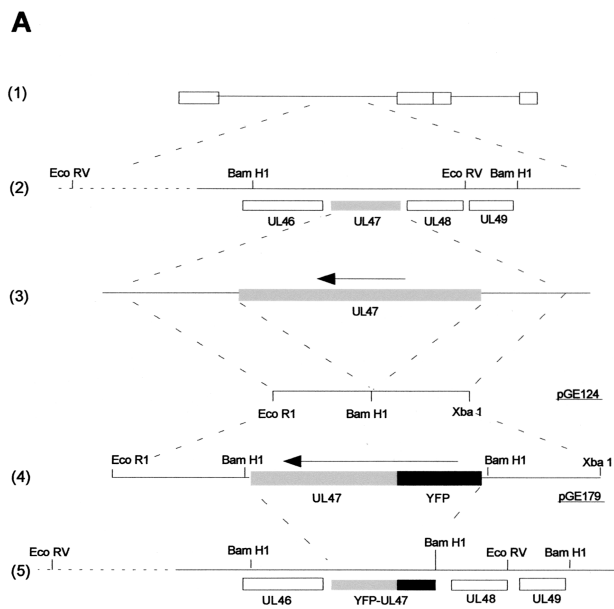 A
(1)
Eco RV Bam H1 Eco RV Bam H1
(2)
UL46 UL47 UL48 UL49
(3)
UL47
Eco R1 Bam H1 Xba 1 pGE124
Eco R1 Bam H1 Bam H1 Xba 1
(4)
UL47 YFP pGE179
Eco RV Bam H1 Bam H1 Eco RV Bam H1
(5)
UL46 YFP-UL47 UL48 UL49